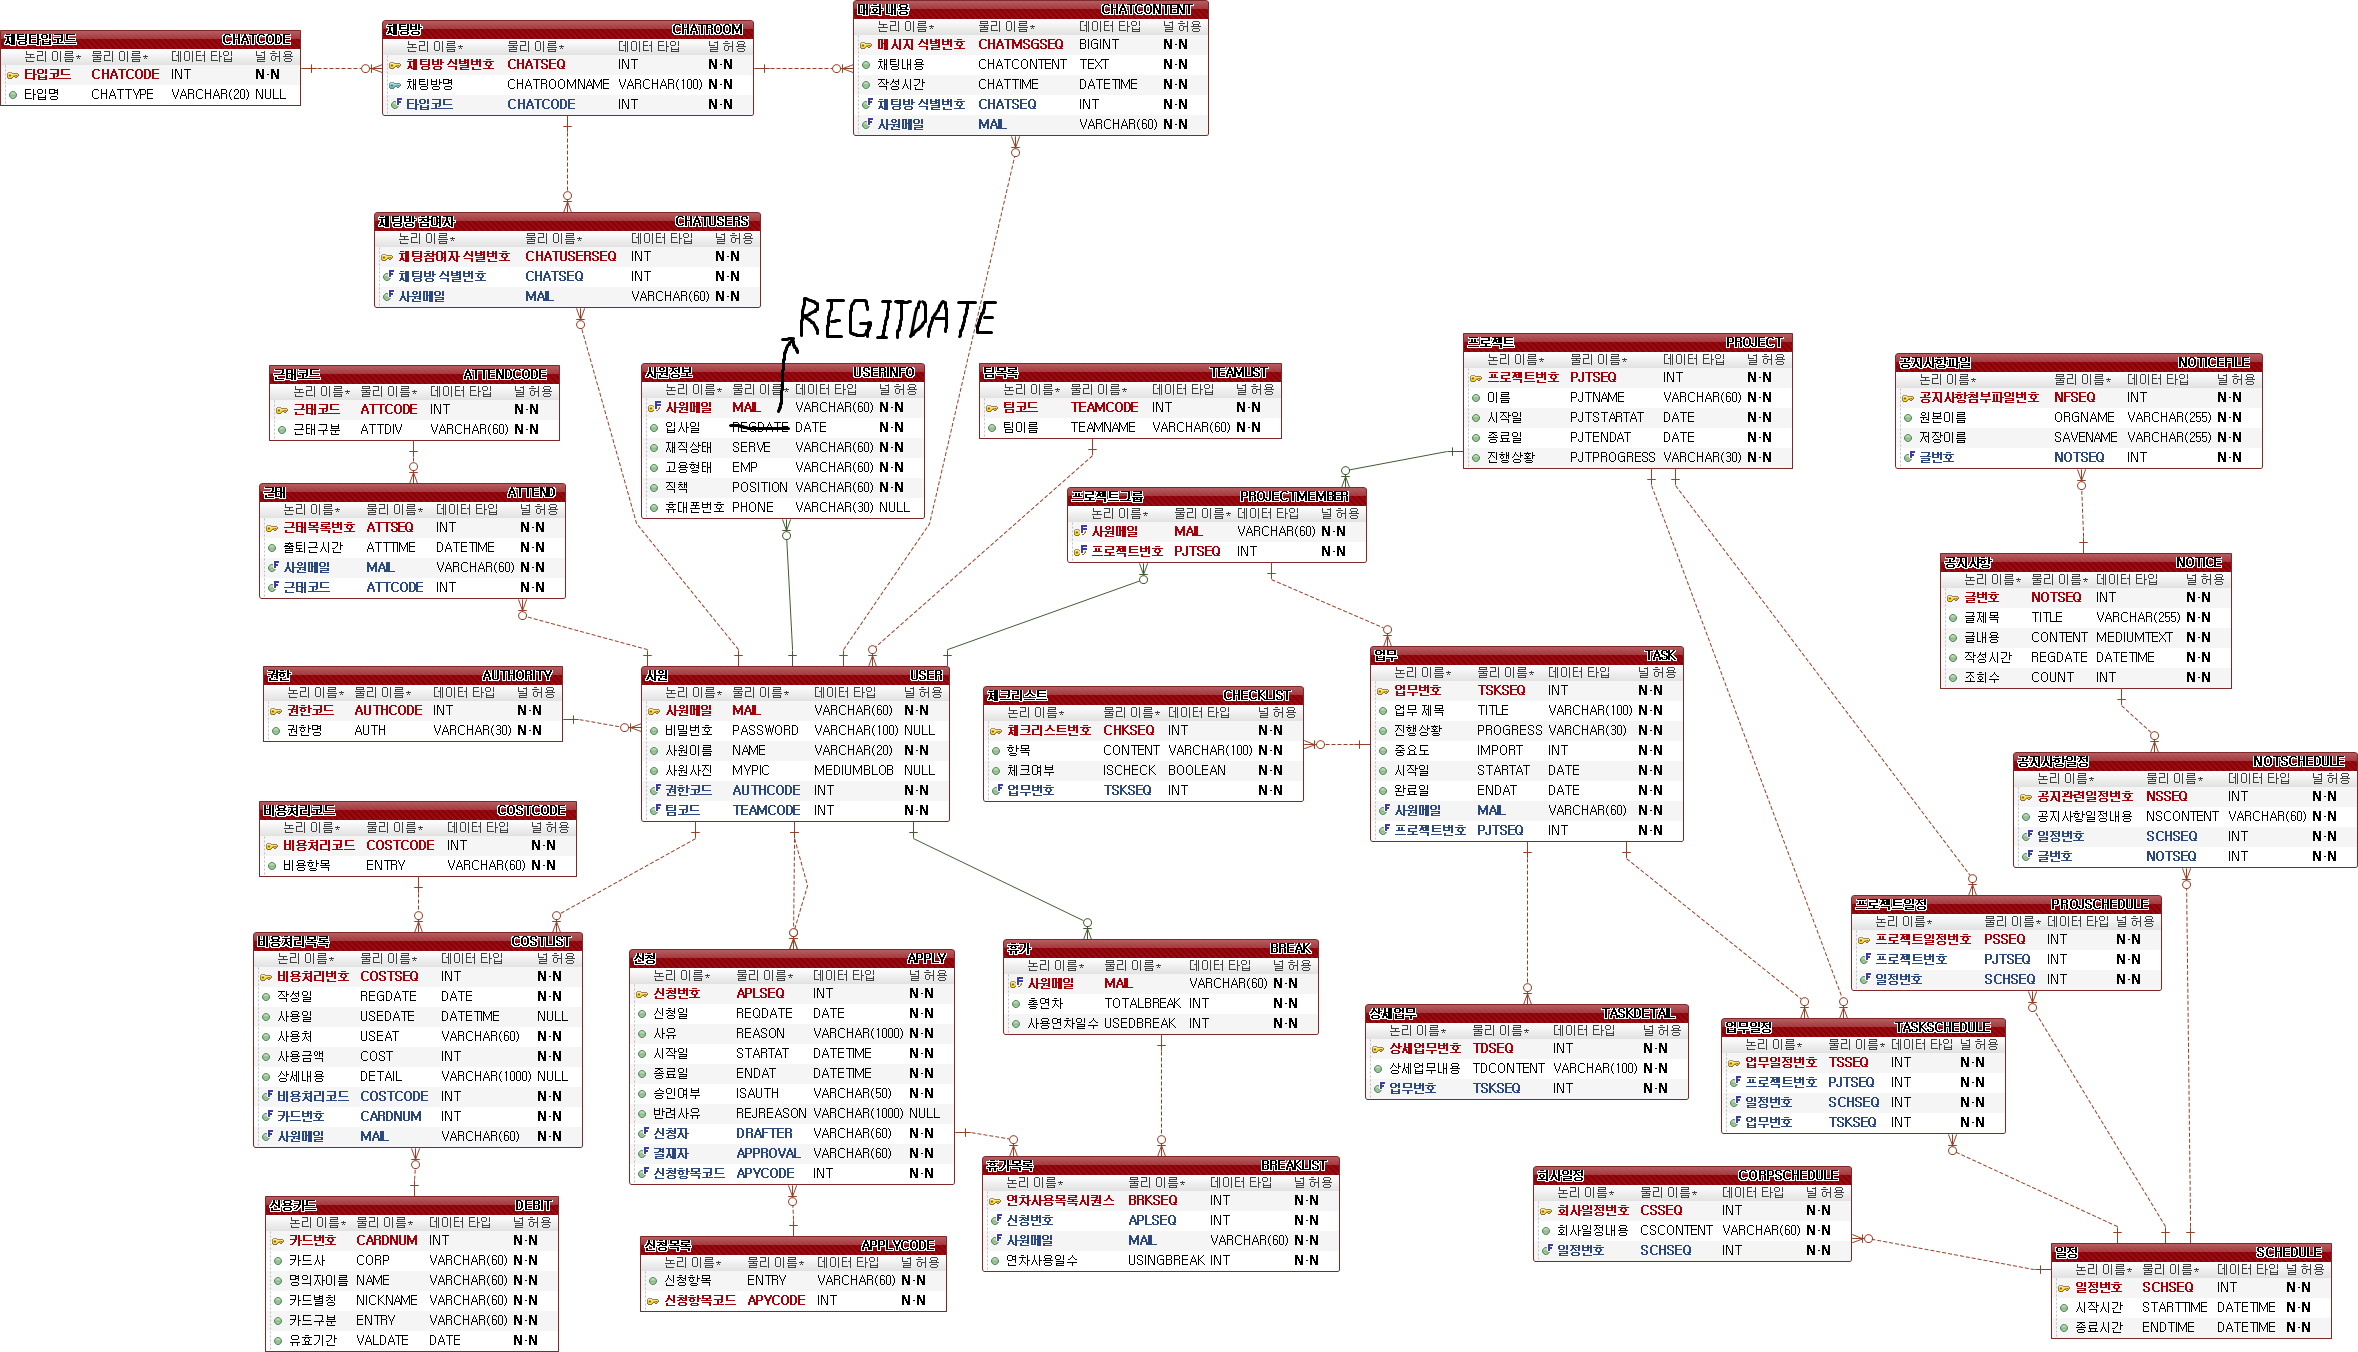 채팅타입코드 CHATCODE
논리 이름* 물리 이름* 데이터 타입 널 허용
타입코드 CHATCODE INT N-N
타입명 CHATTYPE VARCHAR(20) NULL
채팅방 CHATROOM
논리 이름* 물리 이름* 데이터 타입 널 허용
채팅방 식별번호 CHATSEQ INT N-N
채팅방명 CHATROOMNAME VARCHAR(100) N-N
타입코드 CHATCODE INT N-N
대화 내용 CHATCONTENT
논리 이름* 물리 이름* 데이터 타입 널 허용
메시지 식별번호 CHATMSGSEQ BIGINT N-N
채팅내용 CHATCONTENT TEXT N-N
작성시간 CHATTIME DATETIME N-N
채팅방 식별번호 CHATSEQ INT N-N
사원메일 MAIL VARCHAR(60) N-N
채팅방 참여자 CHATUSERS
논리 이름* 물리 이름* 데이터 타입 널 허용
채팅참여자 식별번호 CHATUSERSEQ INT N-N
채팅방 식별번호 CHATSEQ INT N-N
사원메일 MAIL VARCHAR(60) N-N
REGITDATE
근태코드 ATTENDCODE
논리 이름* 물리 이름* 데이터 타입 널 허용
근태코드 ATTCODE INT N-N
근태구분 ATTDIV VARCHAR(60) N-N
사원정보 USERINFO
논리 이름* 물리 이름* 데이터 타입 널 허용
사원메일 MAIL VARCHAR(60) N-N
입사일 REGDATE DATE N-N
재직상태 SERVE VARCHAR(60) N-N
고용형태 EMP VARCHAR(60) N-N
직책 POSITION VARCHAR(60) N-N
휴대폰번호 PHONE VARCHAR(30) NULL
팀목록 TEAMLIST
논리 이름* 물리 이름* 데이터 타입 널 허용
팀코드 TEAMCODE INT N-N
팀이름 TEAMNAME VARCHAR(60) N-N
프로젝트 PROJECT
논리 이름* 물리 이름* 데이터 타입 널 허용
프로젝트번호 PJTSEQ INT N-N
이름 PJTNAME VARCHAR(60) N-N
시작일 PJTSTARTAT DATE N-N
종료일 PJTENDAT DATE N-N
진행상황 PJTPROGRESS VARCHAR(30) N-N
공지사항파일 NOTICEFILE
논리 이름* 물리 이름* 데이터 타입 널 허용
공지사항첨부파일번호 NFSEQ INT N-N
원본이름 ORGNAME VARCHAR(255) N-N
저장이름 SAVENAME VARCHAR(255) N-N
글번호 NOTSEQ INT N-N
근태 ATTEND
논리 이름* 물리 이름* 데이터 타입 널 허용
근태목록번호 ATTSEQ INT N-N
출퇴근시간 ATTTIME DATETIME N-N
사원메일 MAIL VARCHAR(60) N-N
근태코드 ATTCODE INT N-N
프로젝트그룹 PROJECTMEMBER
논리 이름* 물리 이름* 데이터 타입 널 허용
사원메일 MAIL VARCHAR(60) N-N
프로젝트번호 PJTSEQ INT N-N
공지사항 NOTICE
논리 이름* 물리 이름* 데이터 타입 널 허용
글번호 NOTSEQ INT N-N
글제목 TITLE VARCHAR(255) N-N
글내용 CONTENT MEDIUMTEXT N-N
작성시간 REGDATE DATETIME N-N
조회수 COUNT INT N-N
권한 AUTHORITY
논리 이름* 물리 이름* 데이터 타입 널 허용
권한코드 AUTHCODE INT N-N
권한명 AUTH VARCHAR(30) N-N
사원 USER
논리 이름* 물리 이름* 데이터 타입 널 허용
사원메일 MAIL VARCHAR(60) N-N
비밀번호 PASSWORD VARCHAR(100) NULL
사원이름 NAME VARCHAR(20) N-N
사원사진 MYPIC MEDIUMBLOB NULL
권한코드 AUTHCODE INT N-N
팀코드 TEAMCODE INT N-N
체크리스트 CHECKLIST
논리 이름* 물리 이름* 데이터 타입 널 허용
체크리스트번호 CHKSEQ INT N-N
항목 CONTENT VARCHAR(100) N-N
체크여부 ISCHECK BOOLEAN N-N
업무번호 TSKSEQ INT N-N
업무 TASK
논리 이름* 물리 이름* 데이터 타입 널 허용
업무번호 TSKSEQ INT N-N
업무 제목 TITLE VARCHAR(100) N-N
진행상황 PROGRESS VARCHAR(30) N-N
중요도 IMPORT INT N-N
시작일 STARTAT DATE N-N
완료일 ENDAT DATE N-N
사원메일 MAIL VARCHAR(60) N-N
프로젝트번호 PJTSEQ INT N-N
공지사항일정 NOTSCHEDULE
논리 이름* 물리 이름* 데이터 타입 널 허용
공지관련일정번호 NSSEQ INT N-N
공지사항일정내용 NSCONTENT VARCHAR(60) N-N
일정번호 SCHSEQ INT N-N
글번호 NOTSEQ INT N-N
비용처리코드 COSTCODE
논리 이름* 물리 이름* 데이터 타입 널 허용
비용처리코드 COSTCODE INT N-N
비용항목 ENTRY VARCHAR(60) N-N
프로젝트일정 PROJSCHEDULE
논리 이름* 물리 이름* 데이터 타입 널 허용
프로젝트일정번호 PSSEQ INT N-N
프로젝트번호 PJTSEQ INT N-N
일정번호 SCHSEQ INT N-N
비용처리목록 COSTLIST
논리 이름* 물리 이름* 데이터 타입 널 허용
비용처리번호 COSTSEQ INT N-N
작성일 REGDATE DATE N-N
사용일 USEDATE DATETIME NULL
사용처 USEAT VARCHAR(60) N-N
사용금액 COST INT N-N
상세내용 DETAIL VARCHAR(1000) NULL
비용처리코드 COSTCODE INT N-N
카드번호 CARDNUM INT N-N
사원메일 MAIL VARCHAR(60) N-N
신청 APPLY
논리 이름* 물리 이름* 데이터 타입 널 허용
신청번호 APLSEQ INT N-N
신청일 REQDATE DATE N-N
사유 REASON VARCHAR(1000) N-N
시작일 STARTAT DATETIME N-N
종료일 ENDAT DATETIME N-N
승인여부 ISAUTH VARCHAR(50) N-N
반려사유 REJREASON VARCHAR(1000) NULL
신청자 DRAFTER VARCHAR(60) N-N
결재자 APPROVAL VARCHAR(60) N-N
신청항목코드 APYCODE INT N-N
휴가 BREAK
논리 이름* 물리 이름* 데이터 타입 널 허용
사원메일 MAIL VARCHAR(60) N-N
총연차 TOTALBREAK INT N-N
사용연차일수 USEDBREAK INT N-N
상세업무 TASKDETAIL
논리 이름* 물리 이름* 데이터 타입 널 허용
상세업무번호 TDSEQ INT N-N
상세업무내용 TDCONTENT VARCHAR(100) N-N
업무번호 TSKSEQ INT N-N
업무일정 TASKSCHEDULE
논리 이름* 물리 이름* 데이터 타입 널 허용
업무일정번호 TSSEQ INT N-N
프로젝트번호 PJTSEQ INT N-N
일정번호 SCHSEQ INT N-N
업무번호 TSKSEQ INT N-N
휴가목록 BREAKLIST
논리 이름* 물리 이름* 데이터 타입 널 허용
연차사용목록시퀀스 BRKSEQ INT N-N
신청번호 APLSEQ INT N-N
사원메일 MAIL VARCHAR(60) N-N
연차사용일수 USINGBREAK INT N-N
회사일정 CORPSCHEDULE
논리 이름* 물리 이름* 데이터 타입 널 허용
회사일정번호 CSSEQ INT N-N
회사일정내용 CSCONTENT VARCHAR(60) N-N
일정번호 SCHSEQ INT N-N
신용카드 DEBIT
논리 이름* 물리 이름* 데이터 타입 널 허용
카드번호 CARDNUM INT N-N
카드사 CORP VARCHAR(60) N-N
명의자이름 NAME VARCHAR(60) N-N
카드별칭 NICKNAME VARCHAR(60) N-N
카드구분 ENTRY VARCHAR(60) N-N
유효기간 VALDATE DATE N-N
신청목록 APPLYCODE
논리 이름* 물리 이름* 데이터 타입 널 허용
신청항목 ENTRY VARCHAR(60) N-N
신청항목코드 APYCODE INT N-N
일정 SCHEDULE
논리 이름* 물리 이름* 데이터 타입 널 허용
일정번호 SCHSEQ INT N-N
시작시간 STARTTIME DATETIME N-N
종료시간 ENDTIME DATETIME N-N